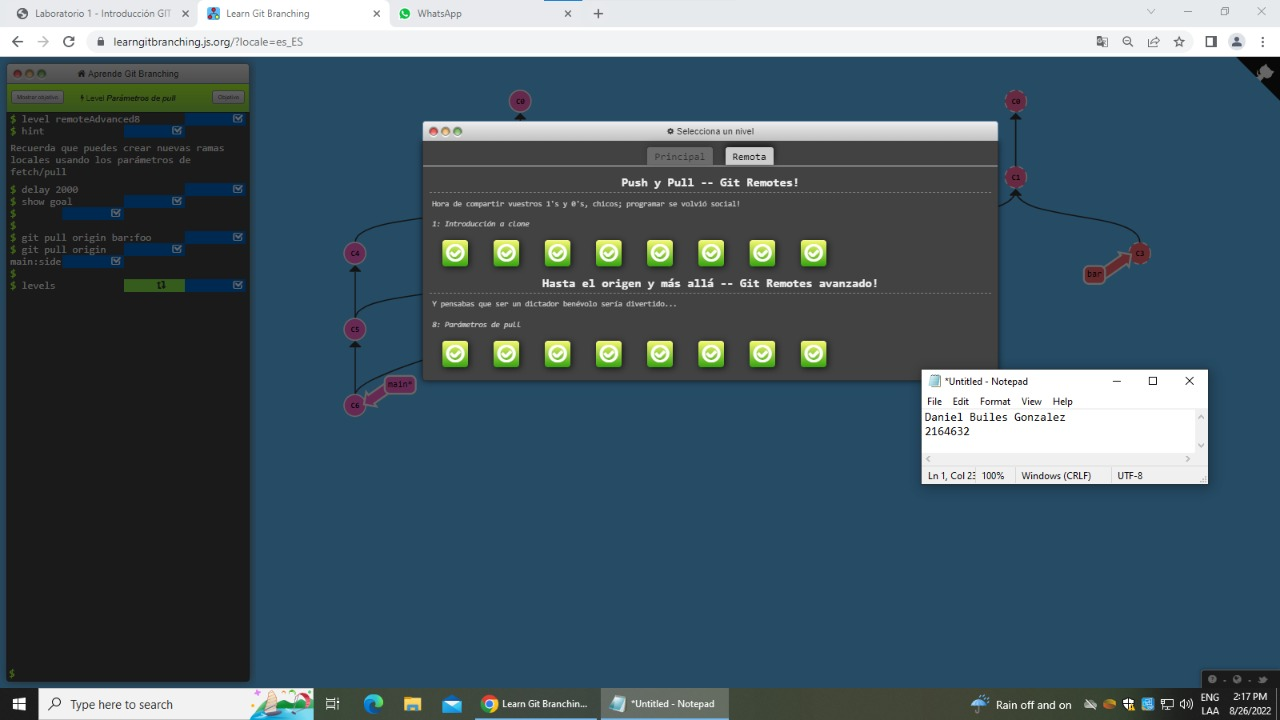 Laboratorio 1 - Introducción GIT
Learn Git Branching
WhatsApp
learngitbranching.js.org/?locale=es_ES
Aprende Git Branching
Mostrar objetivo
Level Parámetros de pull
Objetivo
$ level remoteAdvanced8
$ hint
Recuerda que puedes crear nuevas ramas
locales usando los parámetros de
fetch/pull
$ delay 2000
$ show goal
$
$
$ git pull origin bar:foo
$ git pull origin
main:side
$
$ levels
$
C0
C4
C5
C6
main*
C0
C1
C3
bar
Selecciona un nivel
Principal
Remota
Push y Pull -- Git Remotes!
Hora de compartir vuestros 1's y 0's, chicos; programar se volvió social!
1: Introducción a clone
Hasta el origen y más allá -- Git Remotes avanzado!
Y pensabas que ser un dictador benévolo sería divertido...
8: Parámetros de pull
*Untitled - Notepad
File Edit Format View Help
Daniel Builes Gonzalez
2164632
Ln 1, Col 23
100%
Windows (CRLF)
UTF-8
Type here to search
Learn Git Branchin...
*Untitled - Notepad
Rain off and on
ENG
LAA
2:17 PM
8/26/2022